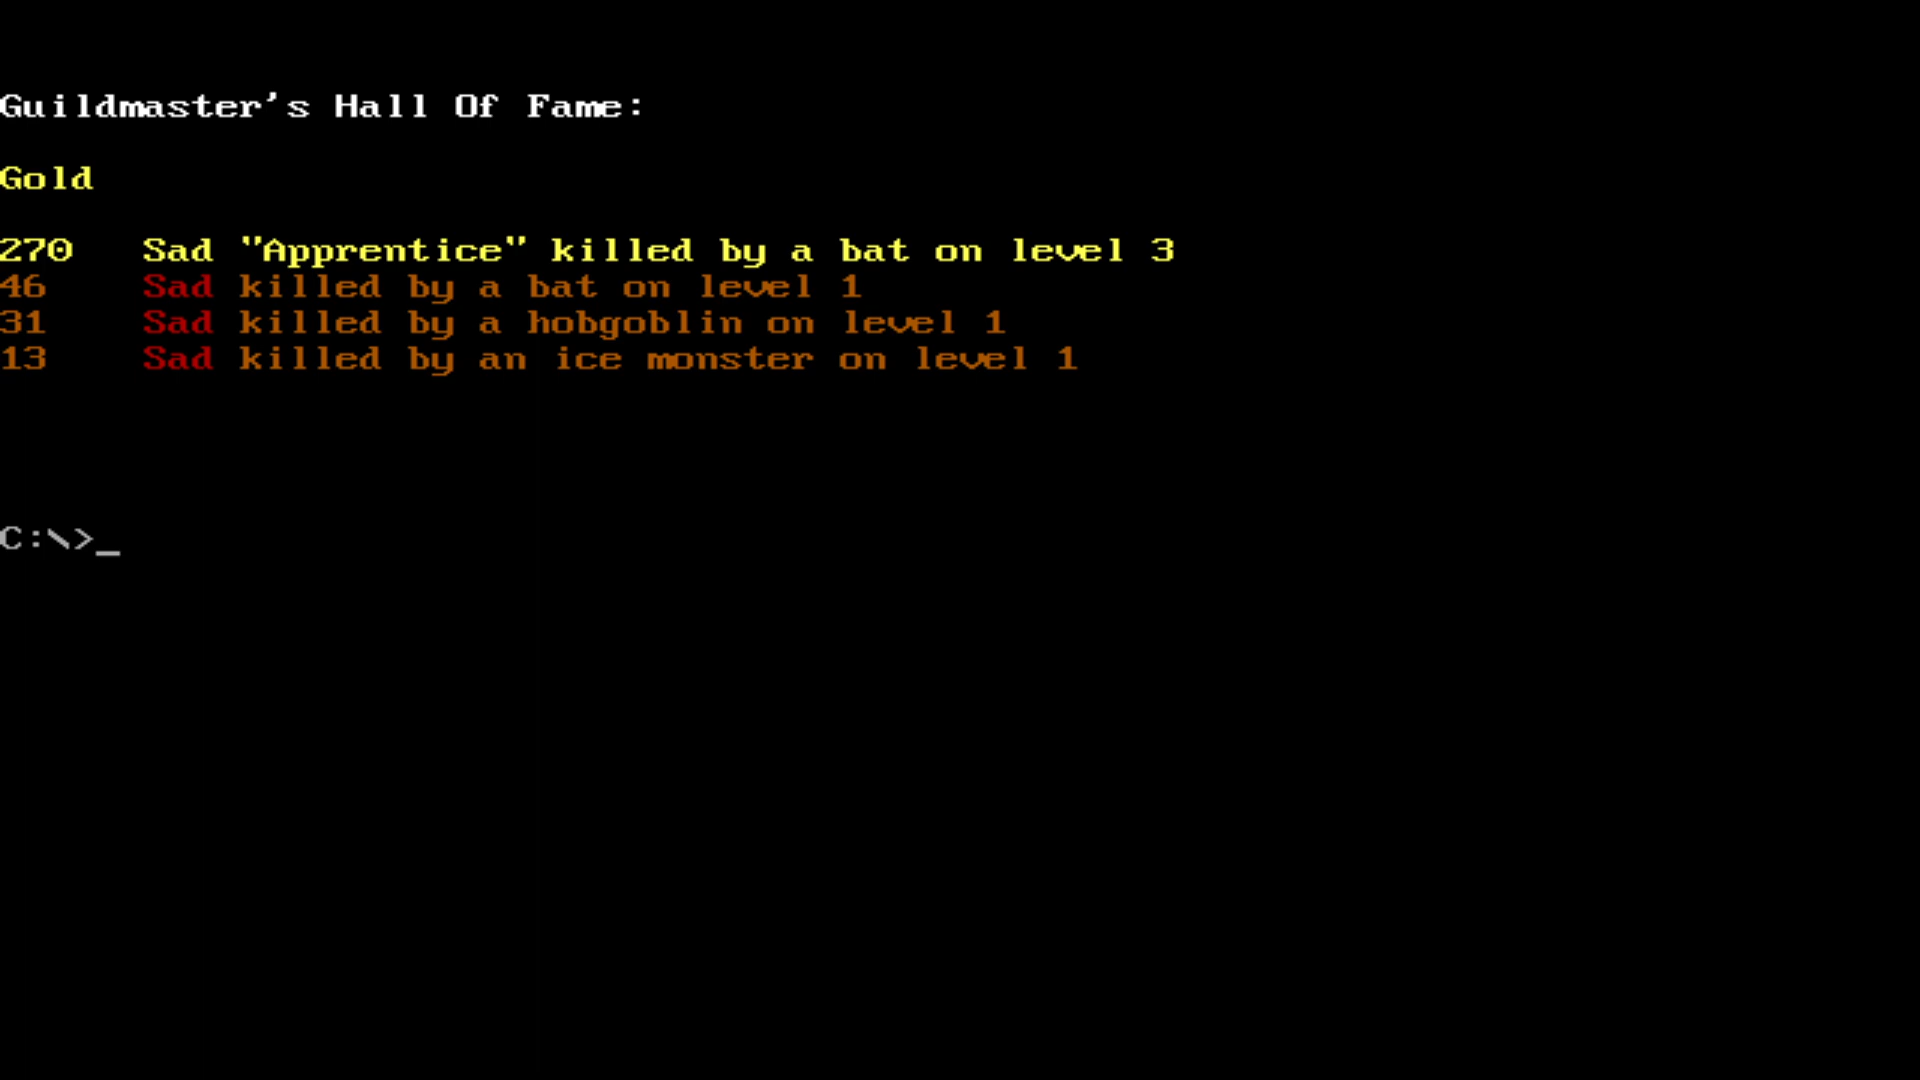 Guildmaster's Hall Of Fame:
Gold
270 Sad "Apprentice" killed by a bat on level 3
46 Sad killed by a bat on level 1
31 Sad killed by a hobgoblin on level 1
13 Sad killed by an ice monster on level 1
C:\>_